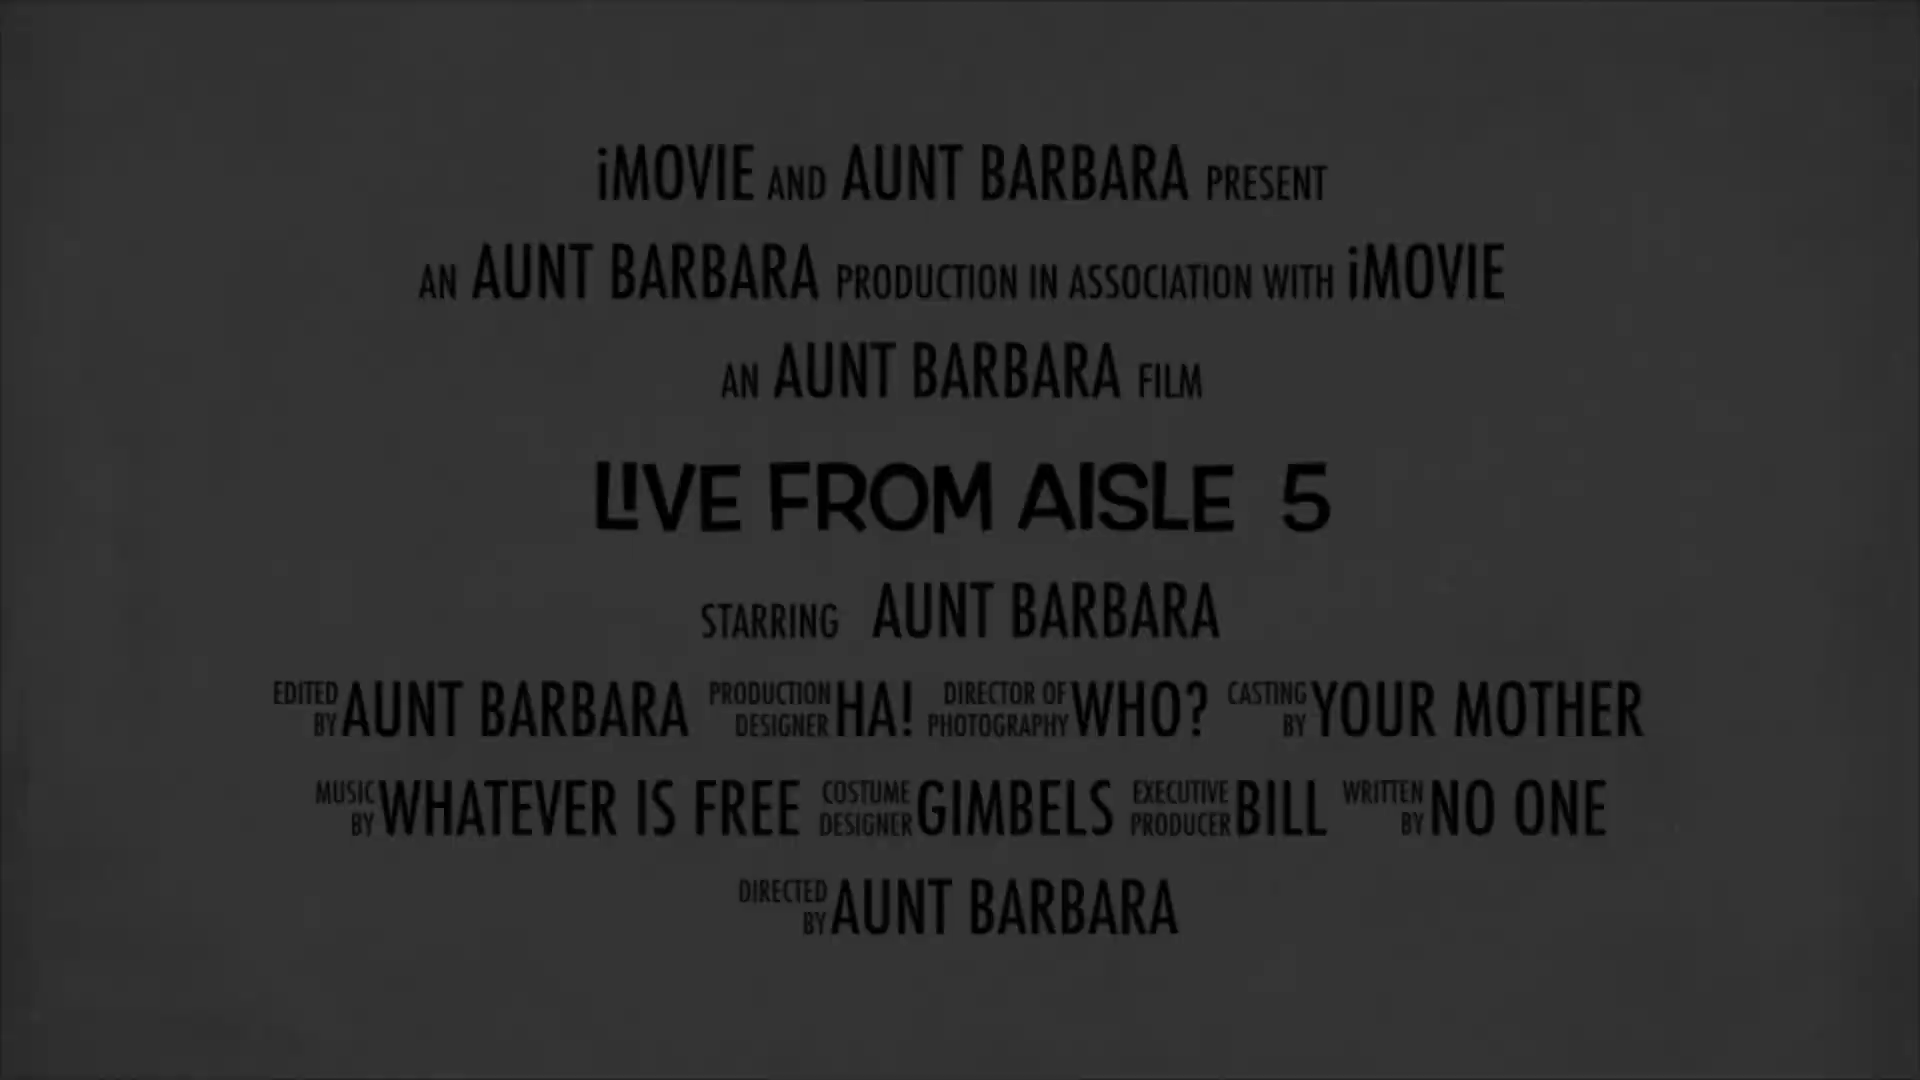 iMOVIE AND AUNT BARBARA PRESENT
AN AUNT BARBARA PRODUCTION IN ASSOCIATION WITH iMOVIE
AN AUNT BARBARA FILM
LIVE FROM AISLE 5
STARRING AUNT BARBARA
EDITED BY AUNT BARBARA PRODUCTION DESIGNER HA! DIRECTOR OF PHOTOGRAPHY WHO? CASTING BY YOUR MOTHER
MUSIC BY WHATEVER IS FREE COSTUME DESIGNER GIMBELS EXECUTIVE PRODUCER BILL WRITTEN BY NO ONE
DIRECTED BY AUNT BARBARA